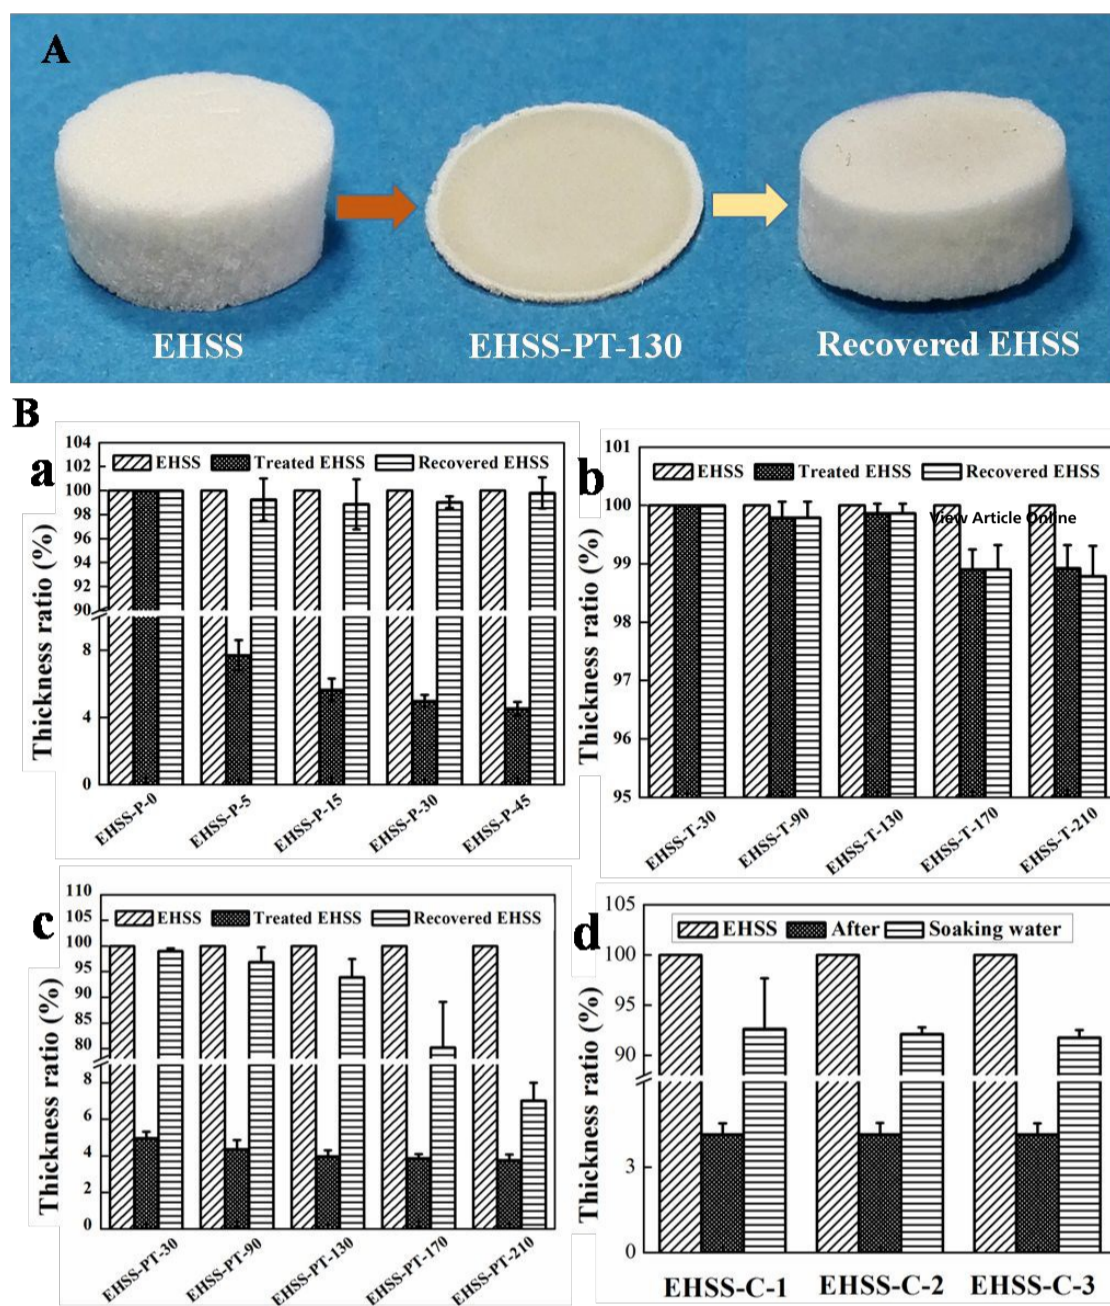 A
EHSS
EHSS-PT-130
Recovered EHSS
B
a
104
102
100
98
96
94
92
90
8
4
0
Thickness ratio (%)
EHSS Treated EHSS Recovered EHSS
EHSS-P-0
EHSS-P-5
EHSS-P-15
EHSS-P-30
EHSS-P-45
b
101
100
99
98
97
96
95
Thickness ratio (%)
EHSS Treated EHSS Recovered EHSS
View Article Online
EHSS-T-30
EHSS-T-90
EHSS-T-130
EHSS-T-170
EHSS-T-210
c
110
105
100
95
90
85
80
8
6
4
2
0
Thickness ratio (%)
EHSS Treated EHSS Recovered EHSS
EHSS-PT-30
EHSS-PT-90
EHSS-PT-130
EHSS-PT-170
EHSS-PT-210
d
105
100
95
90
3
0
Thickness ratio (%)
EHSS After Soaking water
EHSS-C-1
EHSS-C-2
EHSS-C-3